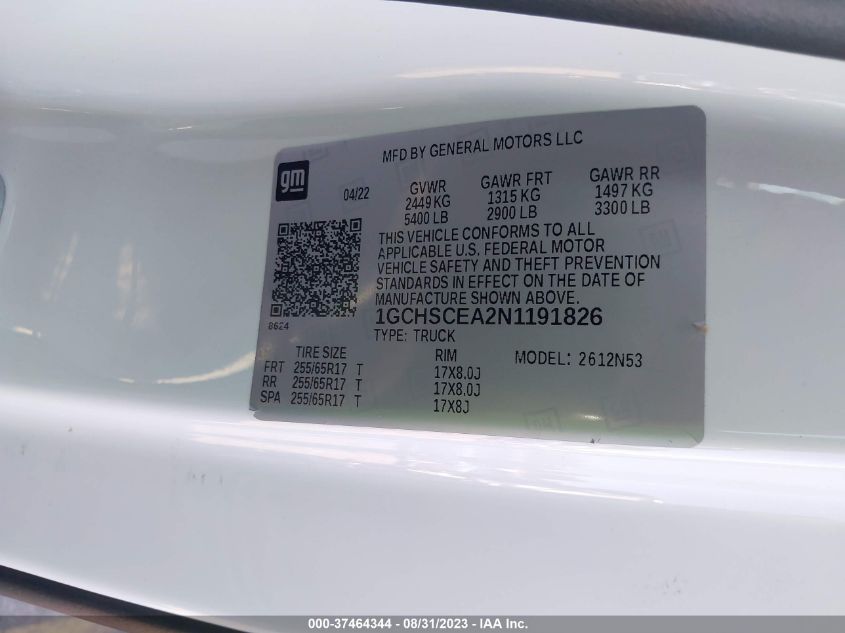 MFD BY GENERAL MOTORS LLC
gm
04/22
GVWR GAWR FRT GAWR RR
2449 KG 1315 KG 1497 KG
5400 LB 2900 LB 3300 LB
THIS VEHICLE CONFORMS TO ALL
APPLICABLE U.S. FEDERAL MOTOR
VEHICLE SAFETY AND THEFT PREVENTION
STANDARDS IN EFFECT ON THE DATE OF
MANUFACTURE SHOWN ABOVE.
1GCHSCEA2N1191826
8624
TYPE: TRUCK
TIRE SIZE RIM MODEL: 2612N53
FRT 255/65R17 T 17X8.0J
RR 255/65R17 T 17X8.0J
SPA 255/65R17 T 17X8J
000-37464344 - 08/31/2023 - IAA Inc.